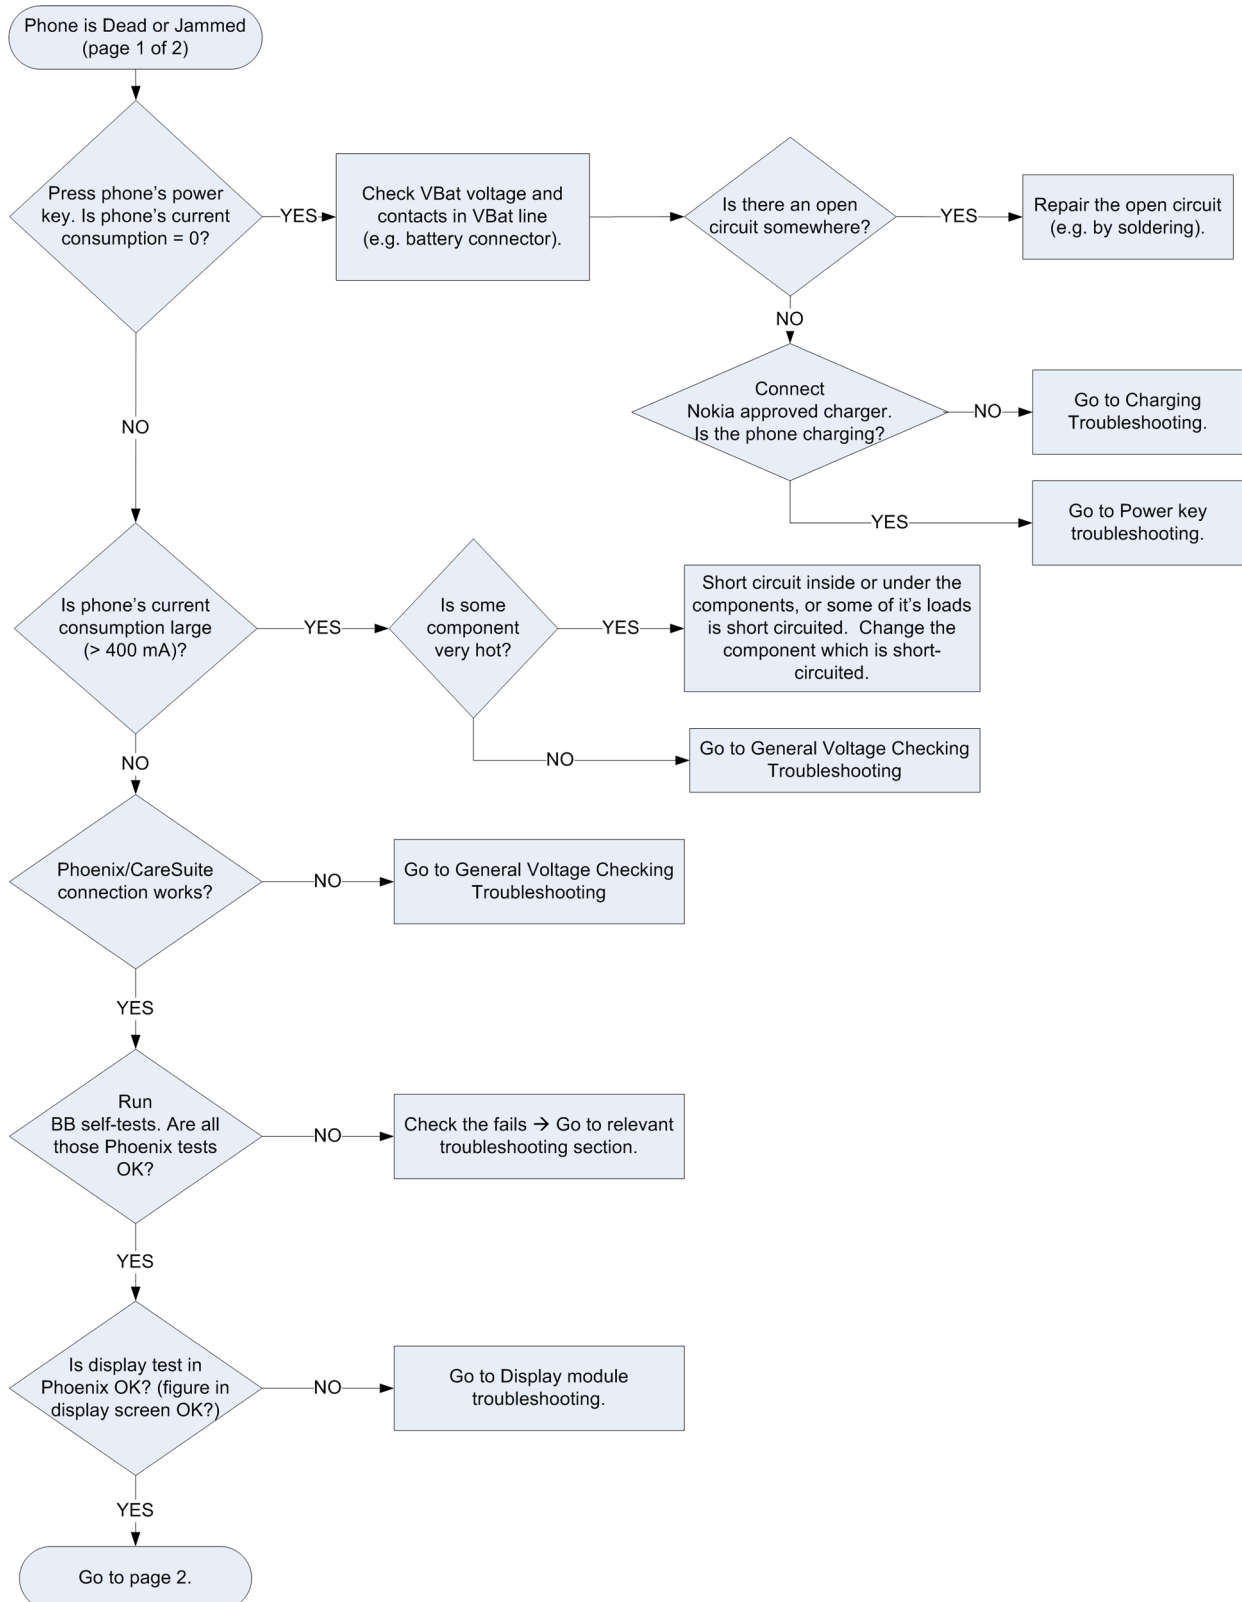 Phone is Dead or Jammed
(page 1 of 2)
Press phone's power
key. Is phone's current
consumption = 0?
YES
Check VBat voltage and
contacts in VBat line
(e.g. battery connector).
Is there an open
circuit somewhere?
YES
Repair the open circuit
(e.g. by soldering).
NO
Connect
Nokia approved charger.
Is the phone charging?
NO
Go to Charging
Troubleshooting.
YES
Go to Power key
troubleshooting.
NO
Is phone's current
consumption large
(> 400 mA)?
YES
Is some
component
very hot?
YES
Short circuit inside or under the
components, or some of it's loads
is short circuited. Change the
component which is short-
circuited.
NO
Go to General Voltage Checking
Troubleshooting
NO
Phoenix/CareSuite
connection works?
NO
Go to General Voltage Checking
Troubleshooting
YES
Run
BB self-tests. Are all
those Phoenix tests
OK?
NO
Check the fails → Go to relevant
troubleshooting section.
YES
Is display test in
Phoenix OK? (figure in
display screen OK?)
NO
Go to Display module
troubleshooting.
YES
Go to page 2.